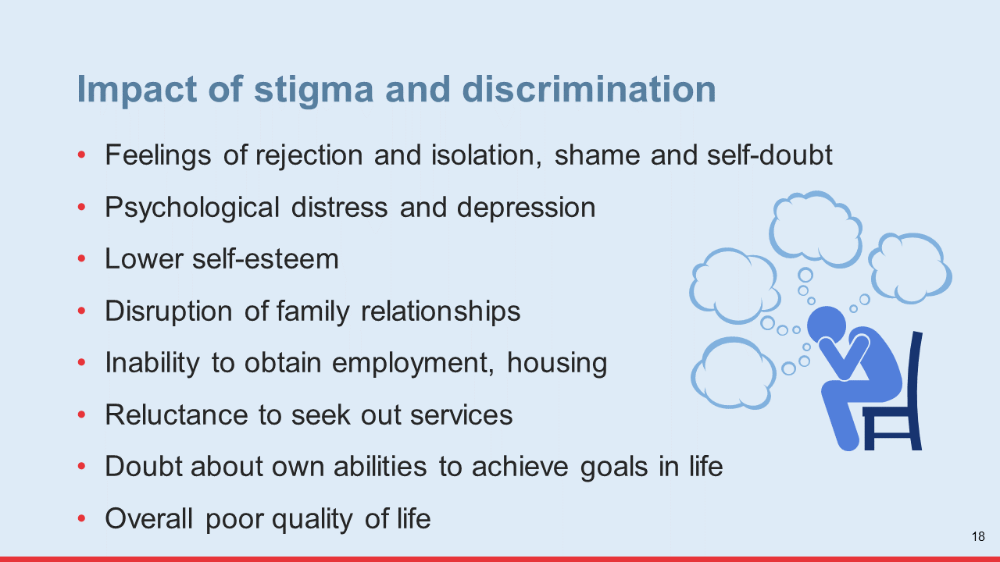 Impact of stigma and discrimination
• Feelings of rejection and isolation, shame and self-doubt
• Psychological distress and depression
• Lower self-esteem
• Disruption of family relationships
• Inability to obtain employment, housing
• Reluctance to seek out services
• Doubt about own abilities to achieve goals in life
• Overall poor quality of life
18